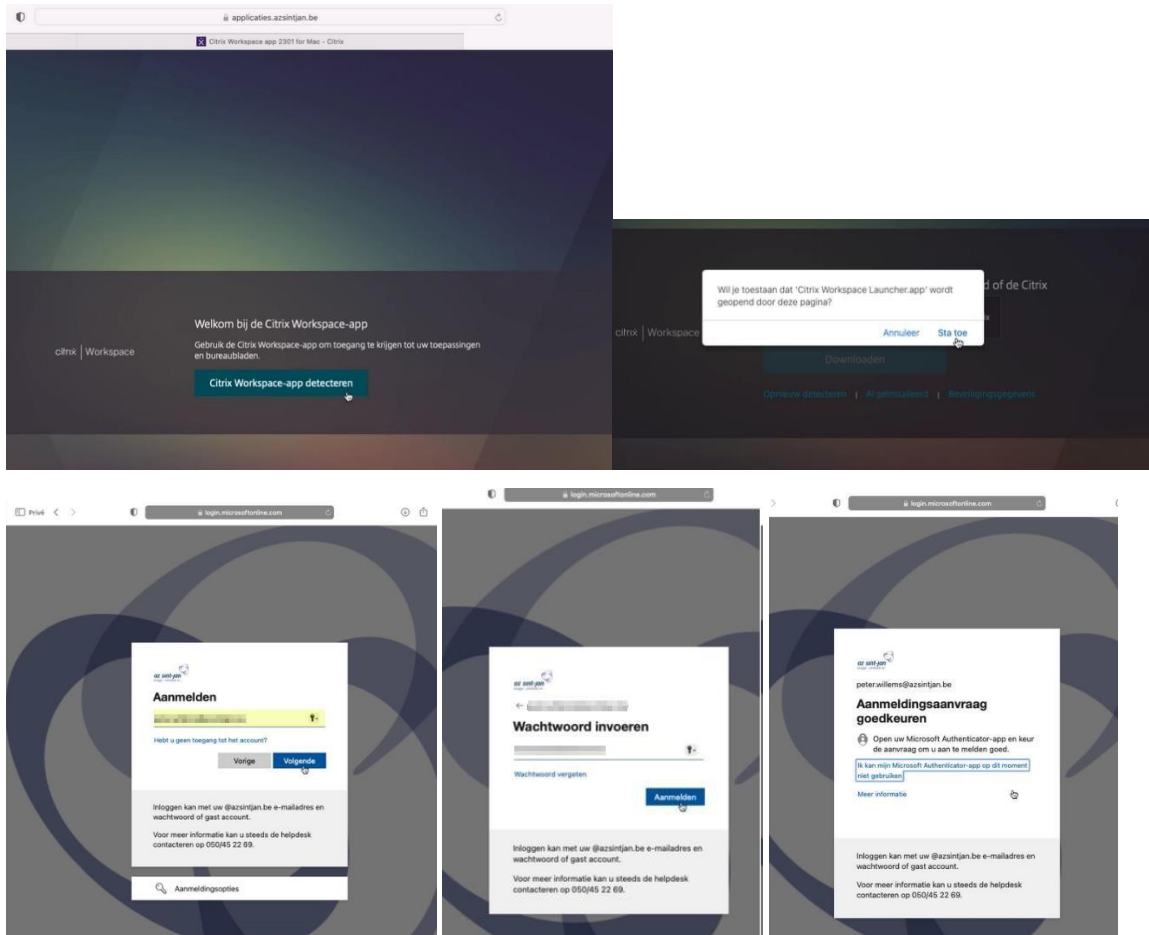 applicaties.azsintjan.be
Citrix Workspace app 2301 for Mac - Citrix
Welkom bij de Citrix Workspace-app
Gebruik de Citrix Workspace-app om toegang te krijgen tot uw toepassingen
en bureaubladen.
citrix | Workspace
Citrix Workspace-app detecteren
d of de Citrix
Wil je toestaan dat 'Citrix Workspace Launcher.app' wordt
geopend door deze pagina?
citrix | Workspace
Annuleer Sta toe
Downloaden
Opnieuw detecteren | Al geïnstalleerd | Beveiligingsgegevens
Privé
login.microsoftonline.com
az sint-jan
Aanmelden
Hebt u geen toegang tot het account?
Vorige Volgende
Inloggen kan met uw @azsintjan.be e-mailadres en
wachtwoord of gast account.
Voor meer informatie kan u steeds de helpdesk
contacteren op 050/45 22 69.
Aanmeldingsopties
login.microsoftonline.com
az sint-jan
Wachtwoord invoeren
Wachtwoord vergeten
Aanmelden
Inloggen kan met uw @azsintjan.be e-mailadres en
wachtwoord of gast account.
Voor meer informatie kan u steeds de helpdesk
contacteren op 050/45 22 69.
login.microsoftonline.com
az sint-jan
peter.willems@azsintjan.be
Aanmeldingsaanvraag
goedkeuren
Open uw Microsoft Authenticator-app en keur
de aanvraag om u aan te melden goed.
Ik kan mijn Microsoft Authenticator-app op dit moment
niet gebruiken
Meer informatie
Inloggen kan met uw @azsintjan.be e-mailadres en
wachtwoord of gast account.
Voor meer informatie kan u steeds de helpdesk
contacteren op 050/45 22 69.